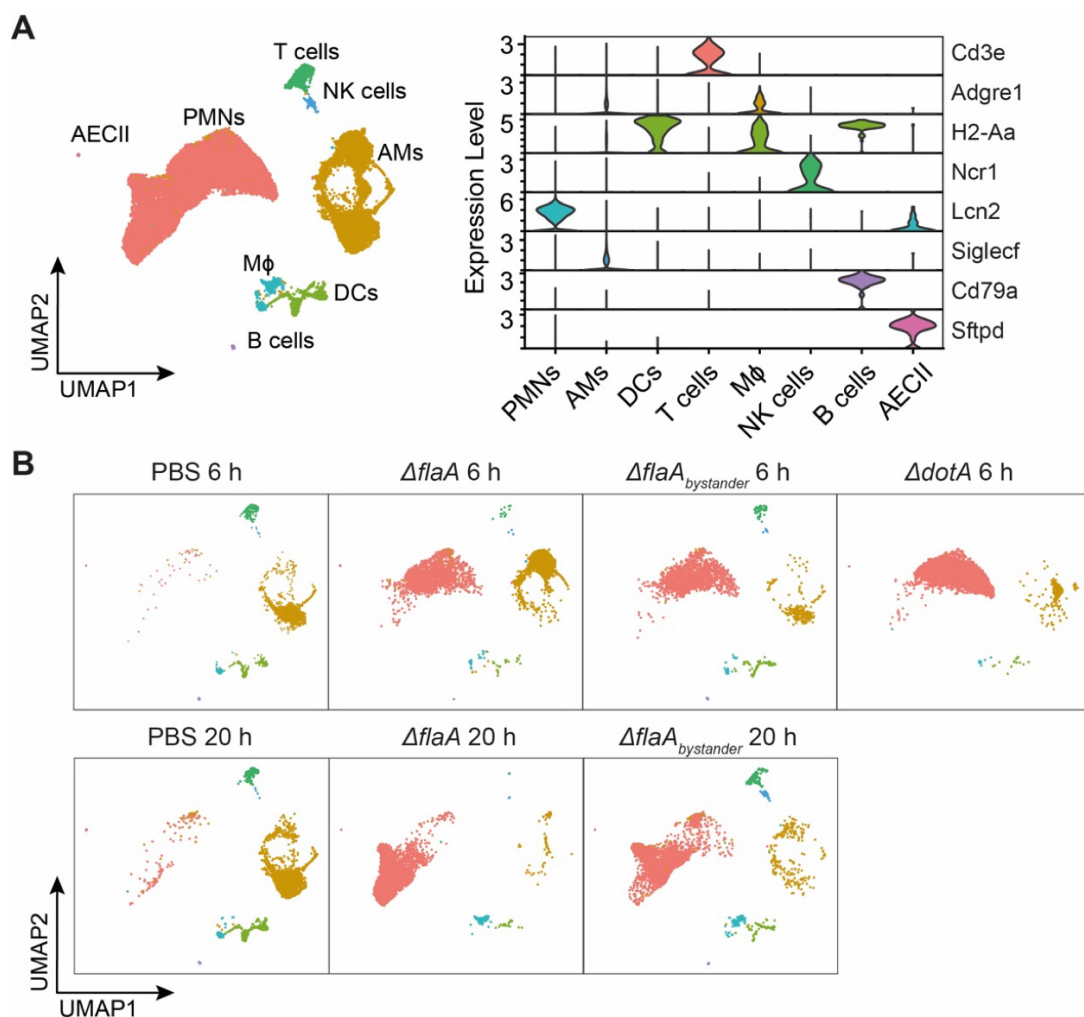 A
T cells
NK cells
PMNs
AECII
AMs
Mϕ
DCs
B cells
UMAP2
UMAP1
Expression Level
3 Cd3e
3 Adgre1
5 H2-Aa
3 Ncr1
6 Lcn2
3 Siglecf
3 Cd79a
3 Sftpd
PMNs AMs DCs T cells Mϕ NK cells B cells AECII
B
PBS 6 h ΔflaA 6 h ΔflaAbystander 6 h ΔdotA 6 h
PBS 20 h ΔflaA 20 h ΔflaAbystander 20 h
UMAP2
UMAP1